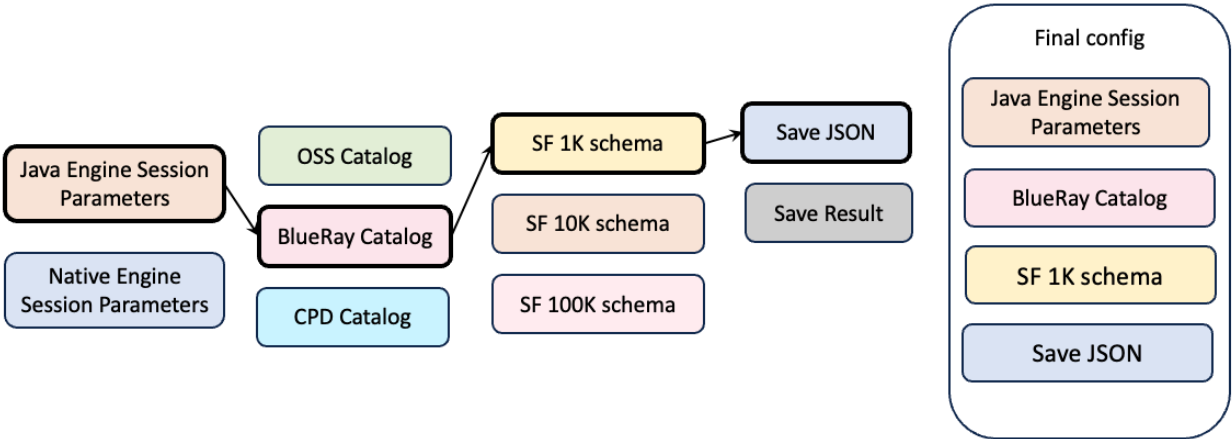 Java Engine Session
Parameters
Native Engine
Session Parameters
OSS Catalog
BlueRay Catalog
CPD Catalog
SF 1K schema
SF 10K schema
SF 100K schema
Save JSON
Save Result
Final config
Java Engine Session
Parameters
BlueRay Catalog
SF 1K schema
Save JSON